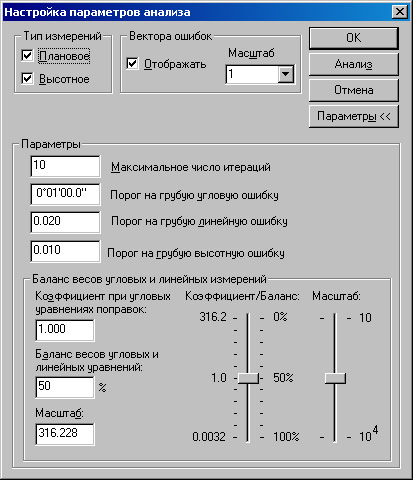 Настройка параметров анализа
Тип измерений
Плановое
Высотное
Вектора ошибок
Отображать
Масштаб
1
OK
Анализ
Отмена
Параметры <<
Параметры
10
Максимальное число итераций
0°01'00.0"
Порог на грубую угловую ошибку
0.020
Порог на грубую линейную ошибку
0.010
Порог на грубую высотную ошибку
Баланс весов угловых и линейных измерений
Коэффициент при угловых
уравнениях поправок:
1.000
Баланс весов угловых и
линейных уравнений:
50 %
Масштаб:
316.228
Коэффициент/Баланс:
316.2 0%
1.0 50%
0.0032 100%
Масштаб:
10
10^4